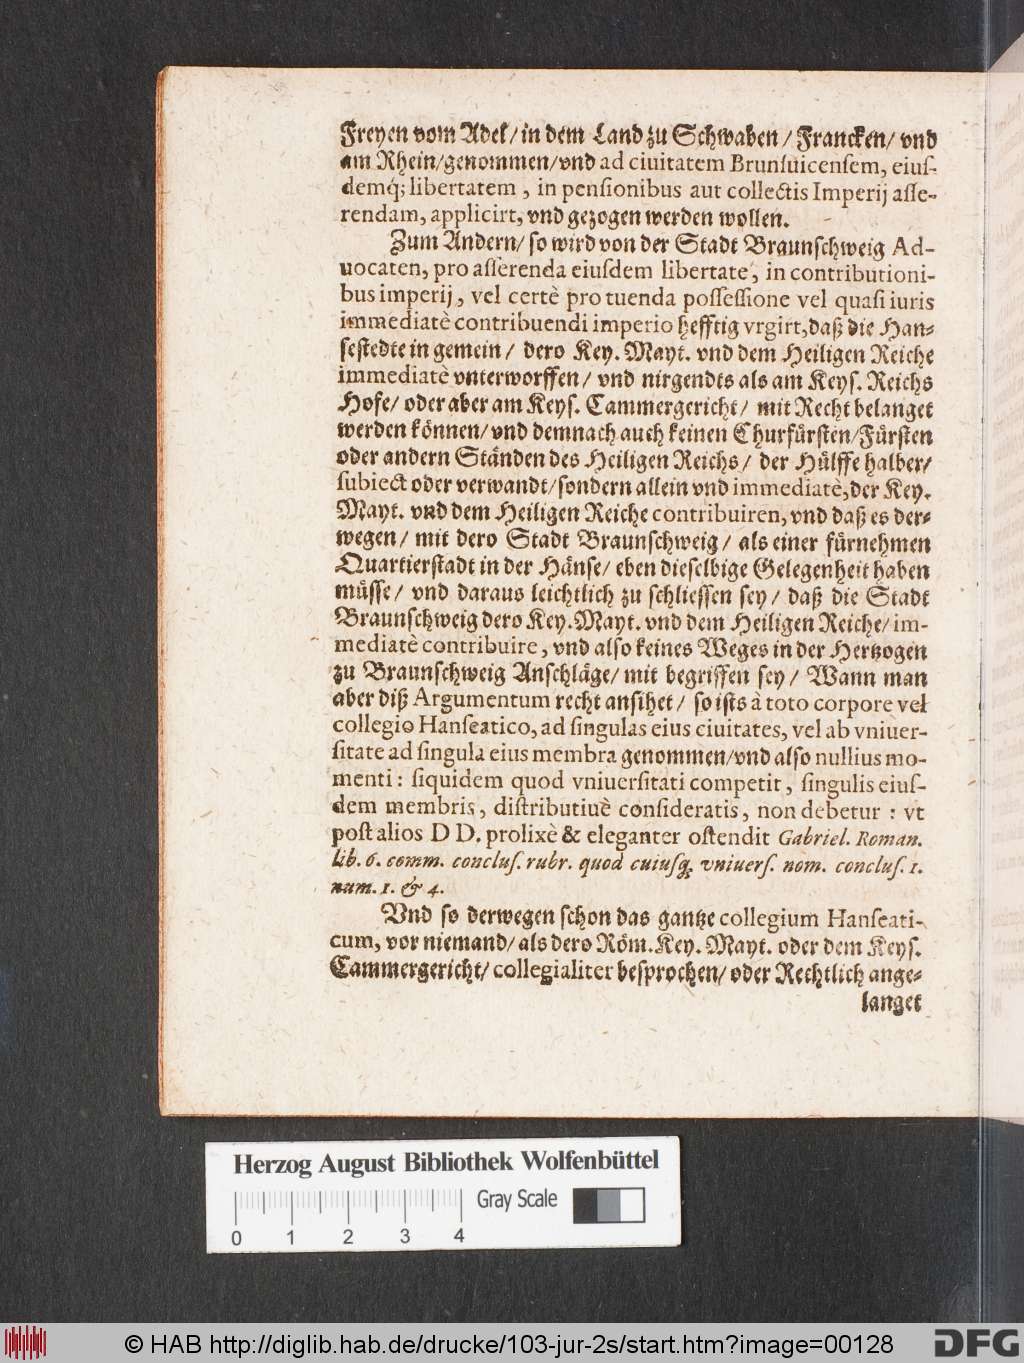 Freyen vom Adel/ in dem Land zu Schwaben / Francken/ vnd
am Rhein/genommen/vnd ad ciuitatem Brunsuicensem, eius-
demq́; libertatem , in pensionibus aut collectis Imperij asse-
rendam, applicirt, vnd gezogen werden wollen.
Zum Andern/ so wird von der Stadt Braunschweig Ad-
uocaten, pro asserenda eiusdem libertate, in contributioni-
bus imperij, vel certè pro tuenda possessione vel quasi iuris
immediatè contribuendi imperio hefftig vrgirt, daß die Han-
sestedte in gemein / dero Key. Mayt. vnd dem Heiligen Reiche
immediatè vnterworffen/ vnd nirgendts als am Keys. Reichs
Hofe/ oder aber am Keys. Cammergericht/ mit Recht belanget
werden können/ vnd demnach auch keinen Churfürsten/Fürsten
oder andern Ständen des Heiligen Reichs/ der Hülffe halber/
subiect oder verwandt/sondern allein vnd immediatè, der Key.
Mayt. vnd dem Heiligen Reiche contribuiren, vnd daß es der-
wegen/ mit dero Stadt Braunschweig/ als einer fürnehmen
Quartierstadt in der Hänse/ eben dieselbige Gelegenheit haben
müsse/ vnd daraus leichtlich zu schliessen sey/ daß die Stadt
Braunschweig dero Key. Mayt. vnd dem Heiligen Reiche/ im-
mediatè contribuire, vnd also keines Weges in der Hertzogen
zu Braunschweig Anschläge/ mit begriffen sey/ Wann man
aber diß Argumentum recht ansihet/ so ists à toto corpore vel
collegio Hanseatico, ad singulas eius ciuitates, vel ab vniuer-
sitate ad singula eius membra genommen/vnd also nullius mo-
menti : siquidem quod vniuersitati competit, singulis eius-
dem membris, distributiuè consideratis, non debetur : vt
post alios D D. prolixè & eleganter ostendit Gabriel. Roman.
lib. 6. comm. conclus. rubr. quod cuiusq; vniuers. nom. conclus. 1.
num. 1. & 4.
Vnd so derwegen schon das gantze collegium Hanseati-
cum, vor niemand/ als dero Röm. Key. Mayt. oder dem Keys.
Cammergericht/ collegialiter besprochen/ oder Rechtlich ange-
langet
Herzog August Bibliothek Wolfenbüttel
Gray Scale
0 1 2 3 4
© HAB http://diglib.hab.de/drucke/103-jur-2s/start.htm?image=00128
DFG